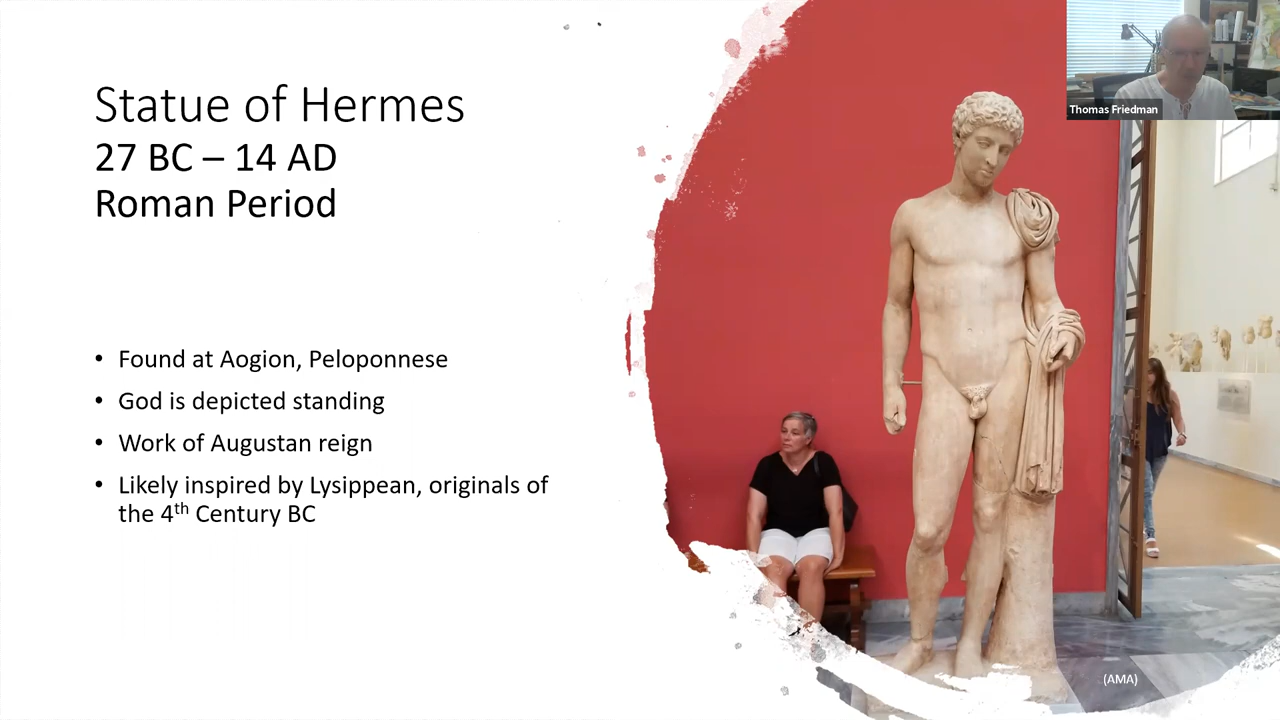 Statue of Hermes
27 BC – 14 AD
Roman Period
• Found at Aogion, Peloponnese
• God is depicted standing
• Work of Augustan reign
• Likely inspired by Lysippean, originals of
the 4th Century BC
Thomas Friedman
(AMA)